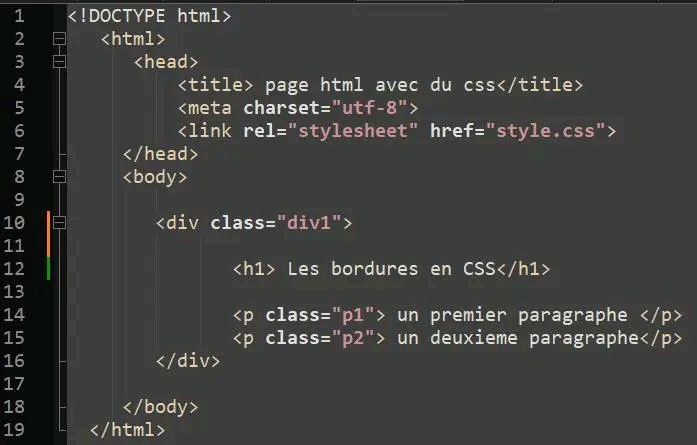 1 <!DOCTYPE html>
2 <html>
3 <head>
4 <title> page html avec du css</title>
5 <meta charset="utf-8">
6 <link rel="stylesheet" href="style.css">
7 </head>
8 <body>
9
10 <div class="div1">
11
12 <h1> Les bordures en CSS</h1>
13
14 <p class="p1"> un premier paragraphe </p>
15 <p class="p2"> un deuxieme paragraphe</p>
16 </div>
17
18 </body>
19 </html>